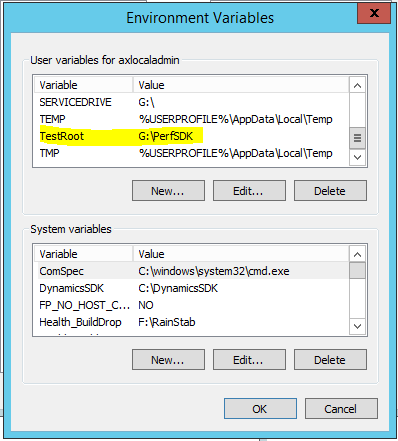 Environment Variables
x
User variables for axlocaladmin
Variable Value
SERVICEDRIVE G:\
TEMP %USERPROFILE%\AppData\Local\Temp
TestRoot G:\PerfSDK
TMP %USERPROFILE%\AppData\Local\Temp
New... Edit... Delete
System variables
Variable Value
ComSpec C:\windows\system32\cmd.exe
DynamicsSDK C:\DynamicsSDK
FP_NO_HOST_C... NO
Health_BuildDrop F:\RainStab
New... Edit... Delete
OK Cancel